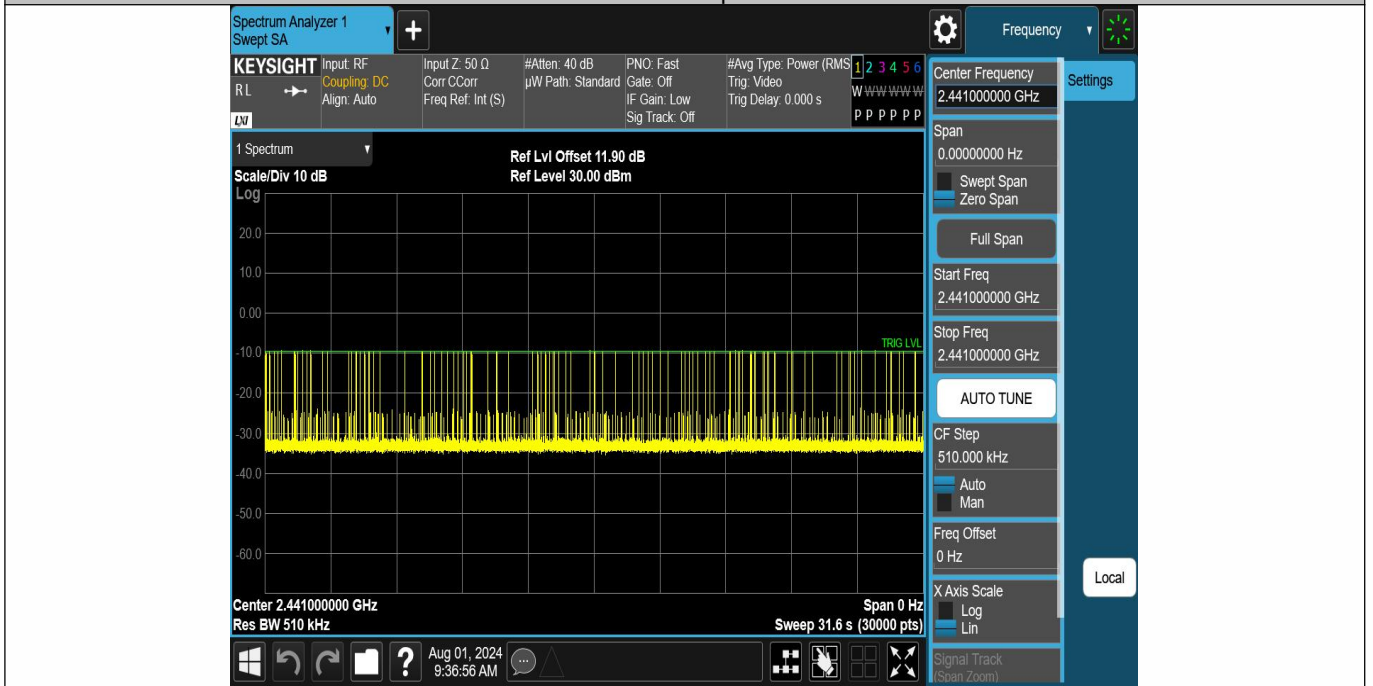 Spectrum Analyzer 1
Swept SA
+
Frequency
KEYSIGHT
RL
LXI
Input: RF
Coupling: DC
Align: Auto
Input Z: 50 Ω
Corr CCorr
Freq Ref: Int (S)
#Atten: 40 dB
µW Path: Standard
PNO: Fast
Gate: Off
IF Gain: Low
Sig Track: Off
#Avg Type: Power (RMS
Trig: Video
Trig Delay: 0.000 s
1 2 3 4 5 6
W W W W W W
P P P P P P
1 Spectrum
Scale/Div 10 dB
Ref Lvl Offset 11.90 dB
Ref Level 30.00 dBm
Log
20.0
10.0
0.00
-10.0
-20.0
-30.0
-40.0
-50.0
-60.0
TRIG LVL
Center 2.441000000 GHz
Res BW 510 kHz
Span 0 Hz
Sweep 31.6 s (30000 pts)
Center Frequency
2.441000000 GHz
Settings
Span
0.00000000 Hz
Swept Span
Zero Span
Full Span
Start Freq
2.441000000 GHz
Stop Freq
2.441000000 GHz
AUTO TUNE
CF Step
510.000 kHz
Auto
Man
Freq Offset
0 Hz
X Axis Scale
Log
Lin
Signal Track
(Span Zoom)
Local
?
Aug 01, 2024
9:36:56 AM